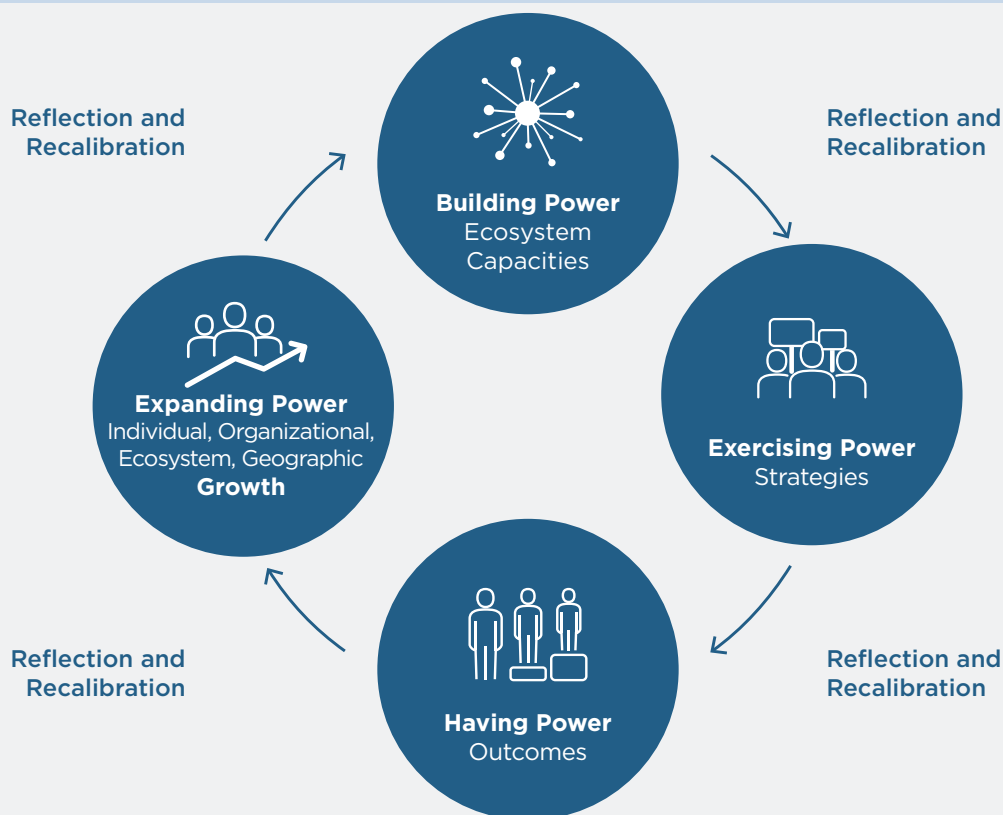 Reflection and
Recalibration
Reflection and
Recalibration
Building Power
Ecosystem
Capacities
Expanding Power
Individual, Organizational,
Ecosystem, Geographic
Growth
Exercising Power
Strategies
Reflection and
Recalibration
Reflection and
Recalibration
Having Power
Outcomes